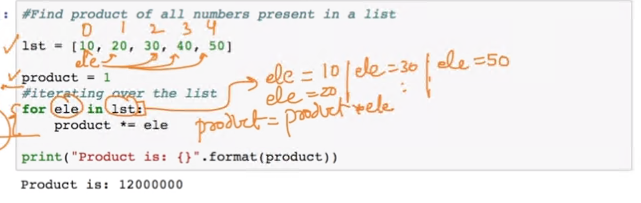 : #Find product of all numbers present in a list
0 1 2 3 4
lst = [10, 20, 30, 40, 50]
ele
product = 1
ele = 10 | ele = 30 | ele = 50
#iterating over the list
ele = 20 :
for ele in lst:
product *= ele
product = product * ele
print("Product is: {}".format(product))
Product is: 12000000